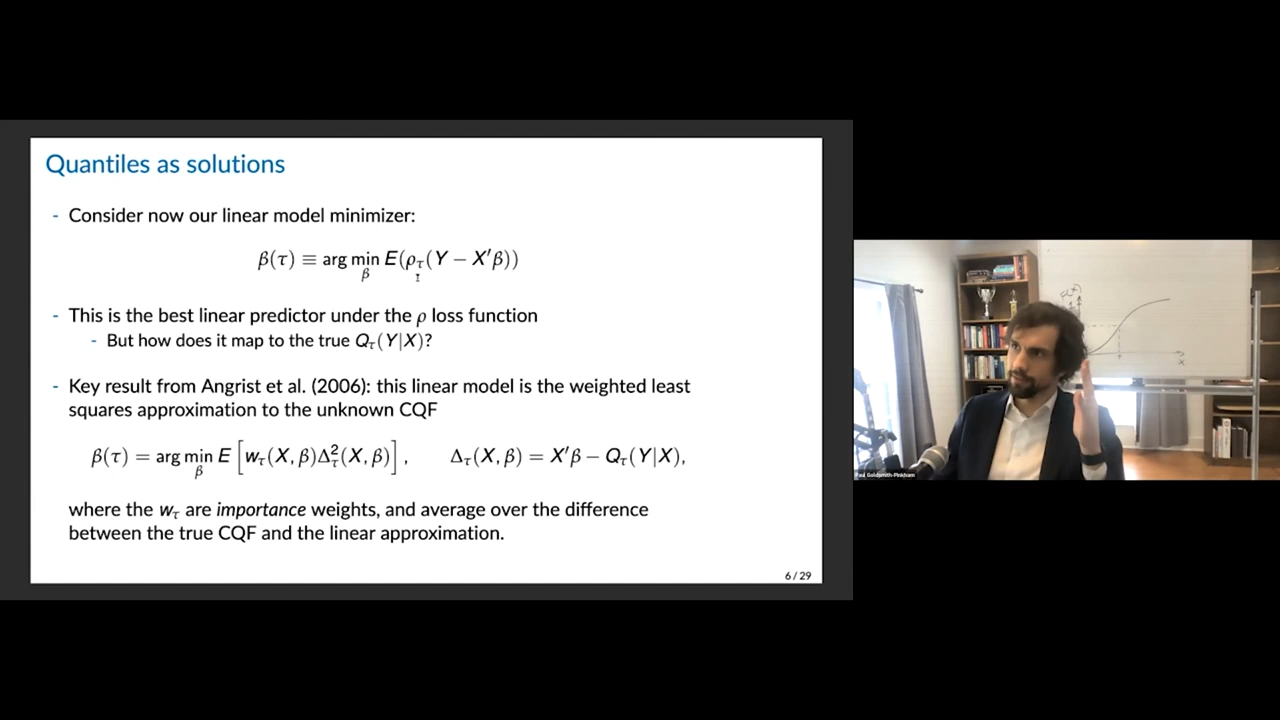 Quantiles as solutions
- Consider now our linear model minimizer:
β(τ) ≡ arg min E(ρτ(Y − X′β))
β
- This is the best linear predictor under the ρ loss function
- But how does it map to the true Qτ(Y|X)?
- Key result from Angrist et al. (2006): this linear model is the weighted least
squares approximation to the unknown CQF
β(τ) = arg min E [wτ(X, β)Δ²τ(X, β)] , Δτ(X, β) = X′β − Qτ(Y|X),
β
where the wτ are importance weights, and average over the difference
between the true CQF and the linear approximation.
6 / 29
F(x)
X
Paul Goldsmith-Pinkham